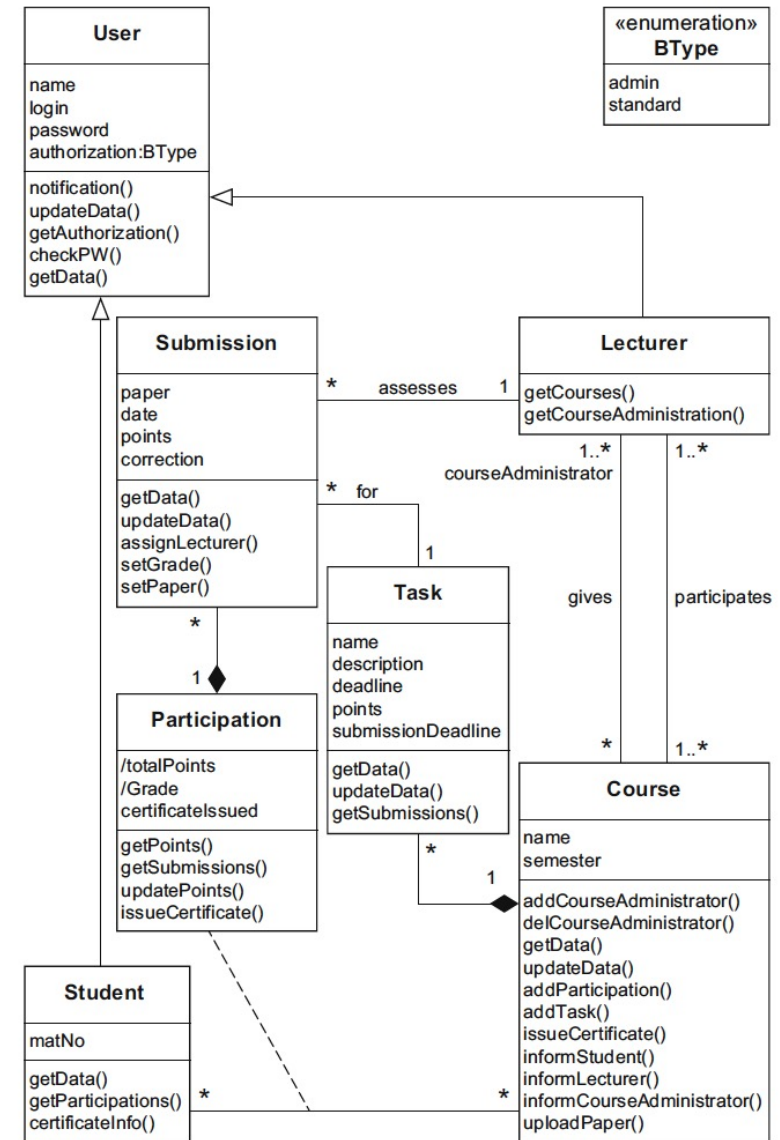 User
name
login
password
authorization:BType
notification()
updateData()
getAuthorization()
checkPW()
getData()
«enumeration»
BType
admin
standard
Submission
paper
date
points
correction
getData()
updateData()
assignLecturer()
setGrade()
setPaper()
* assesses 1
Lecturer
getCourses()
getCourseAdministration()
1..*
courseAdministrator
1..*
* for
1
Task
name
description
deadline
points
submissionDeadline
getData()
updateData()
getSubmissions()
gives
participates
*
1
Participation
/totalPoints
/Grade
certificateIssued
getPoints()
getSubmissions()
updatePoints()
issueCertificate()
*
1..*
*
1
Course
name
semester
addCourseAdministrator()
delCourseAdministrator()
getData()
updateData()
addParticipation()
addTask()
issueCertificate()
informStudent()
informLecturer()
informCourseAdministrator()
uploadPaper()
Student
matNo
getData()
getParticipations()
certificateInfo()
*
*